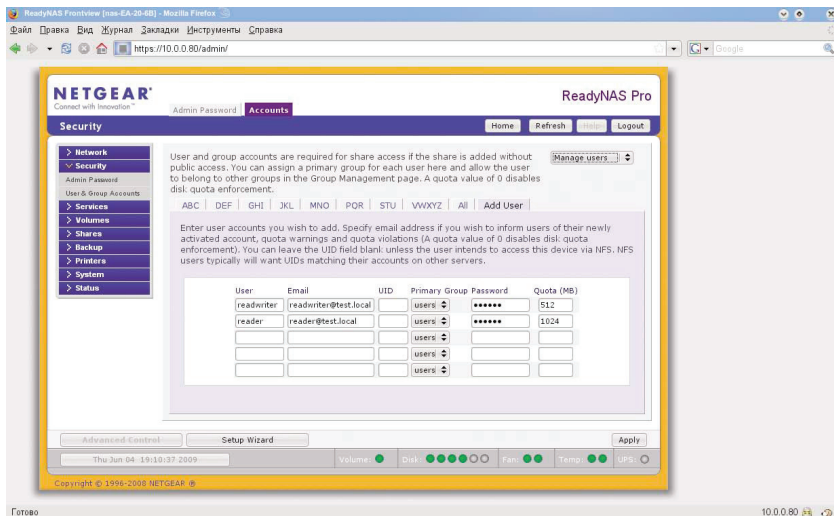 ReadyNAS Frontview [nas-EA-20-6B] - Mozilla Firefox
Файл Правка Вид Журнал Закладки Инструменты Справка
https://10.0.0.80/admin/
Google
NETGEAR®
Connect with Innovation™
Admin Password Accounts
ReadyNAS Pro
Security
Home Refresh Help Logout
> Network
Security
Admin Password
User & Group Accounts
> Services
> Volumes
> Shares
> Backup
> Printers
> System
> Status
User and group accounts are required for share access if the share is added without
public access. You can assign a primary group for each user here and allow the user
to belong to other groups in the Group Management page. A quota value of 0 disables
disk quota enforcement.
Manage users
ABC DEF GHI JKL MNO PQR STU VWXYZ All Add User
Enter user accounts you wish to add. Specify email address if you wish to inform users of their newly
activated account, quota warnings and quota violations (A quota value of 0 disables disk quota
enforcement). You can leave the UID field blank unless the user intends to access this device via NFS. NFS
users typically will want UIDs matching their accounts on other servers.
User Email UID Primary Group Password Quota (MB)
readwriter readwriter@test.local users ●●●●●● 512
reader reader@test.local users ●●●●●● 1024
users
users
users
Advanced Control Setup Wizard Apply
Thu Jun 04 19:10:37 2009 Volume: Disk: Fan: Temp: UPS:
Copyright © 1996-2008 NETGEAR ®
Готово 10.0.0.80